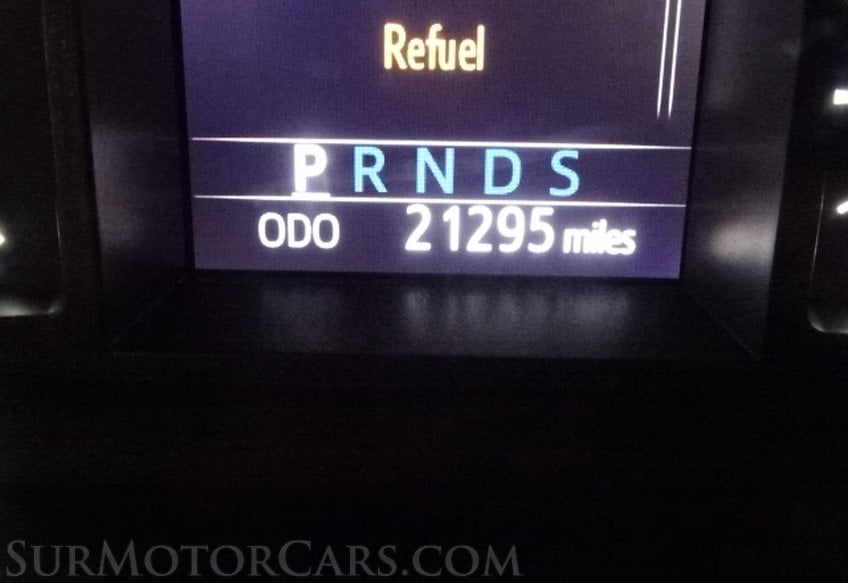 Refuel
P R N D S
ODO 21295 miles
SurMotorCars.com